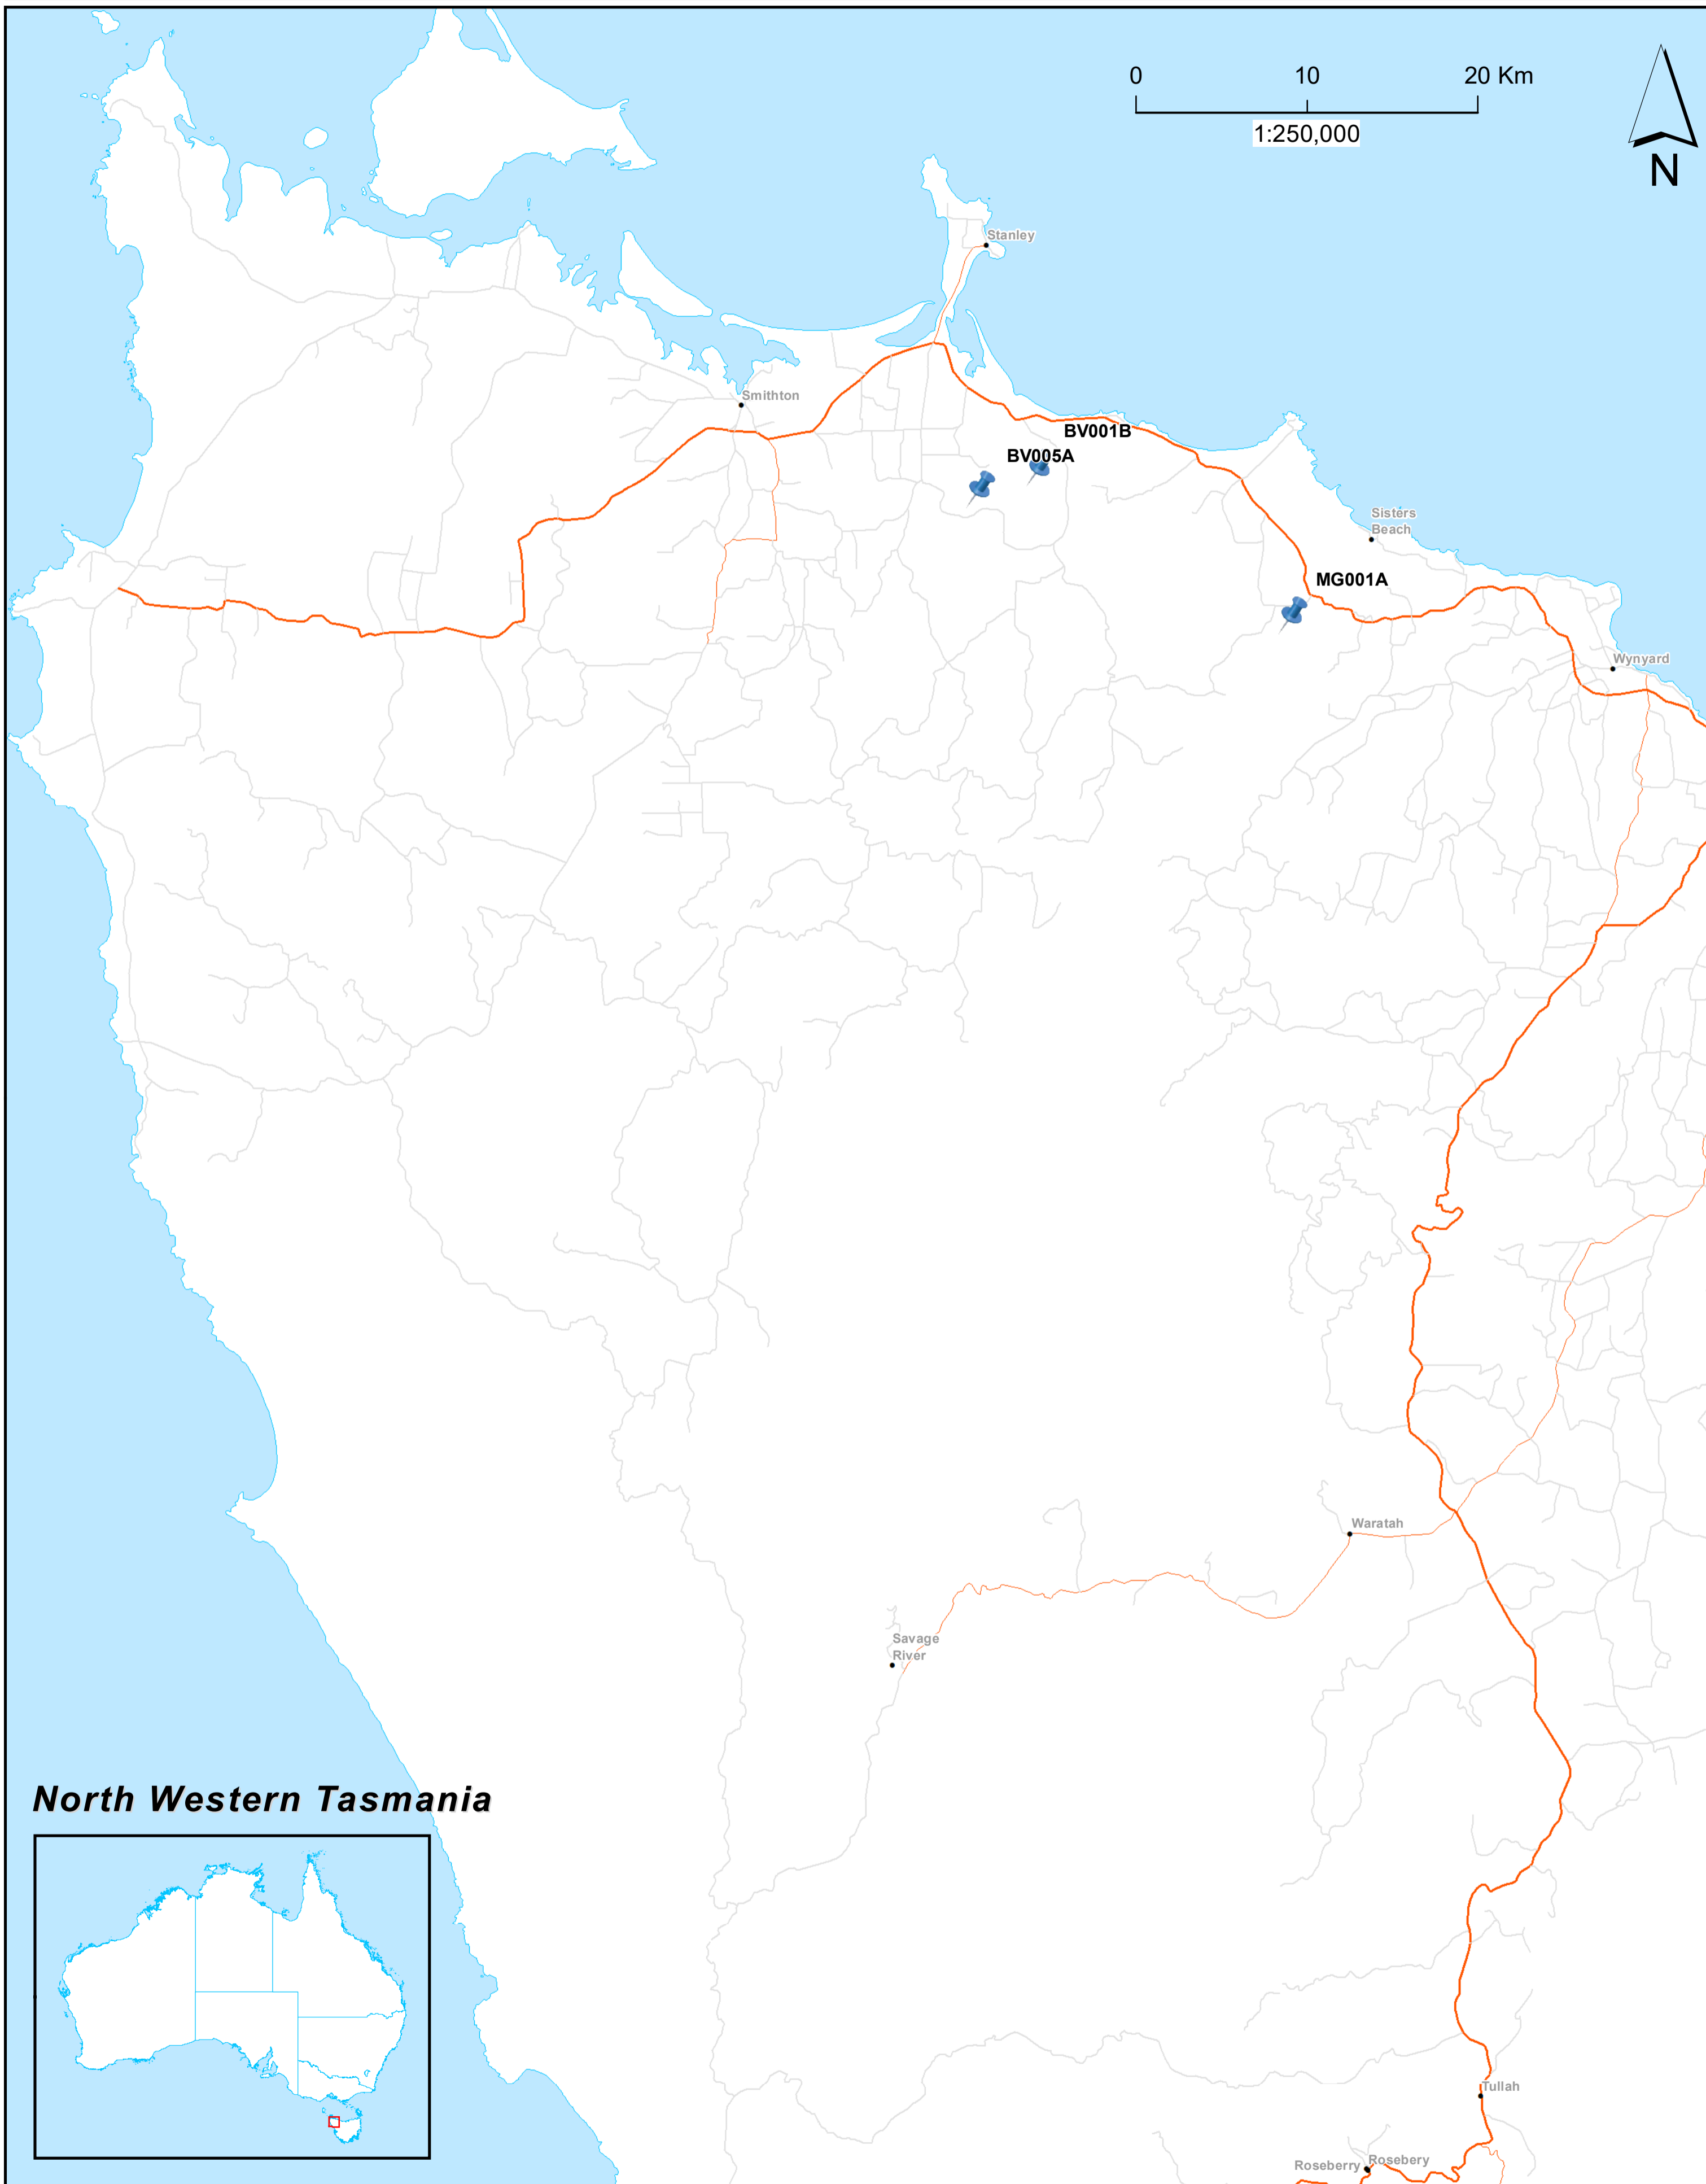 0 10 20 Km
1:250,000
N
Stanley
Smithton
BV001B
BV005A
Sisters
Beach
MG001A
Wynyard
Waratah
Savage
River
North Western Tasmania
Tullah
Roseberry
Rosebery